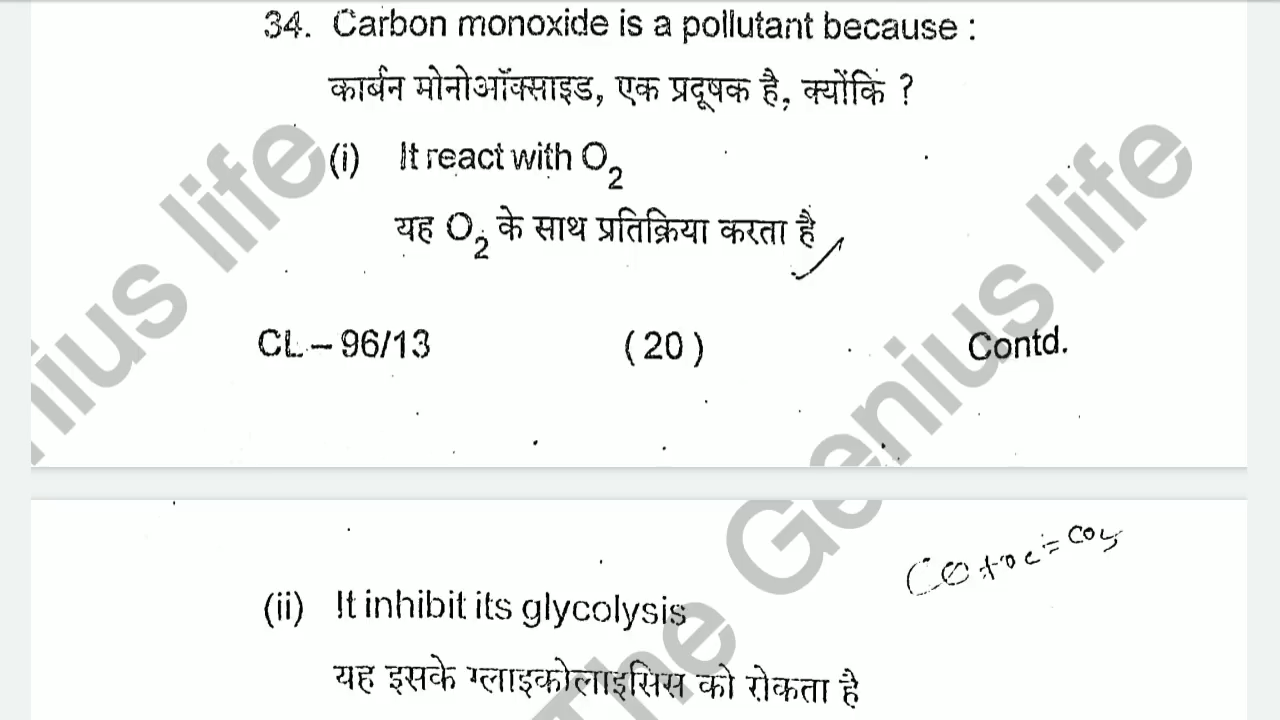 34. Carbon monoxide is a pollutant because :
कार्बन मोनोऑक्साइड, एक प्रदूषक है, क्योंकि ?
(i) It react with O₂
यह O₂ के साथ प्रतिक्रिया करता है
CL – 96/13 (20) Contd.
(ii) It inhibit its glycolysis
यह इसके ग्लाइकोलाइसिस को रोकता है
The Genius life
nius life